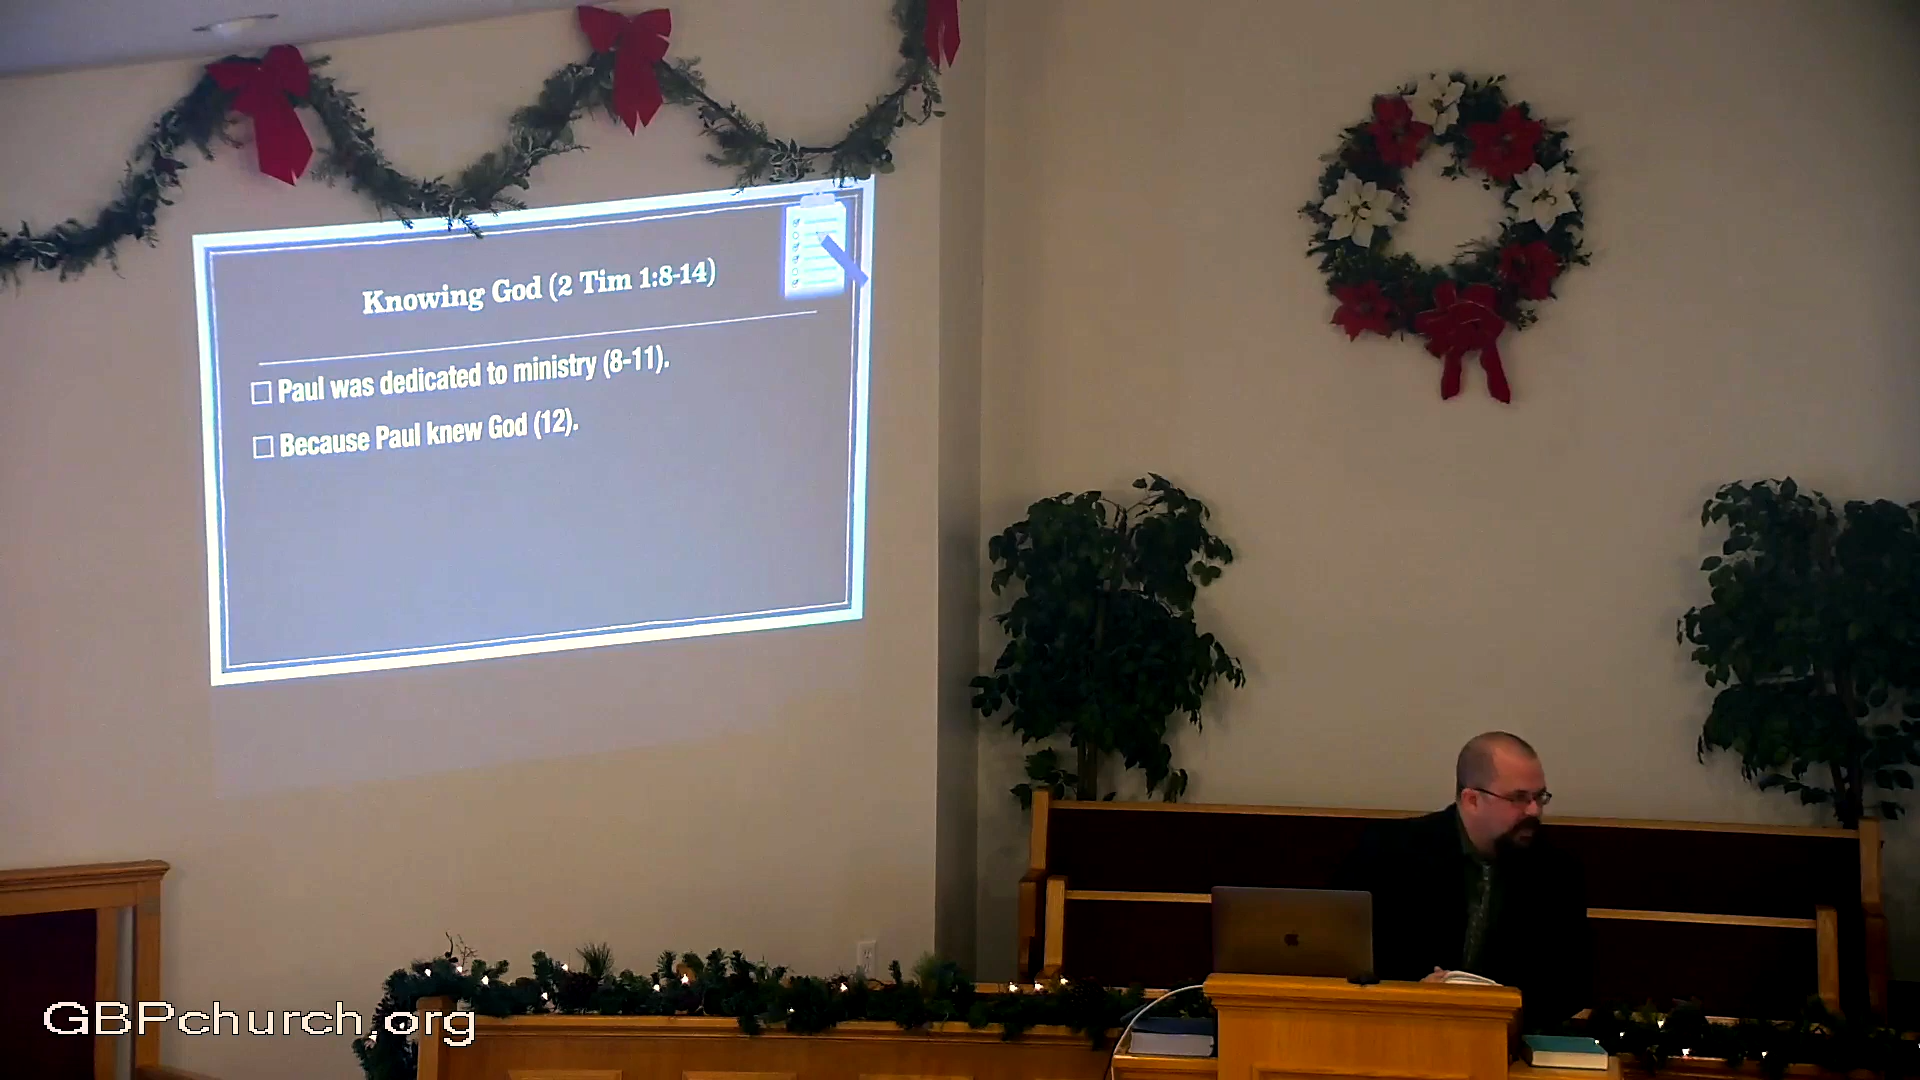 Knowing God (2 Tim 1:8-14)
Paul was dedicated to ministry (8-11).
Because Paul knew God (12).
GBPchurch.org